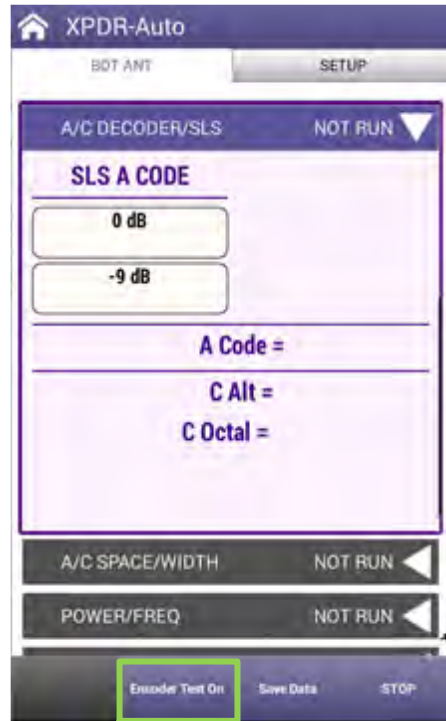 XPDR-Auto
BOT ANT SETUP
A/C DECODER/SLS NOT RUN
SLS A CODE
0 dB
-9 dB
A Code =
C Alt =
C Octal =
A/C SPACE/WIDTH NOT RUN
POWER/FREQ NOT RUN
Encoder Test On Save Data STOP